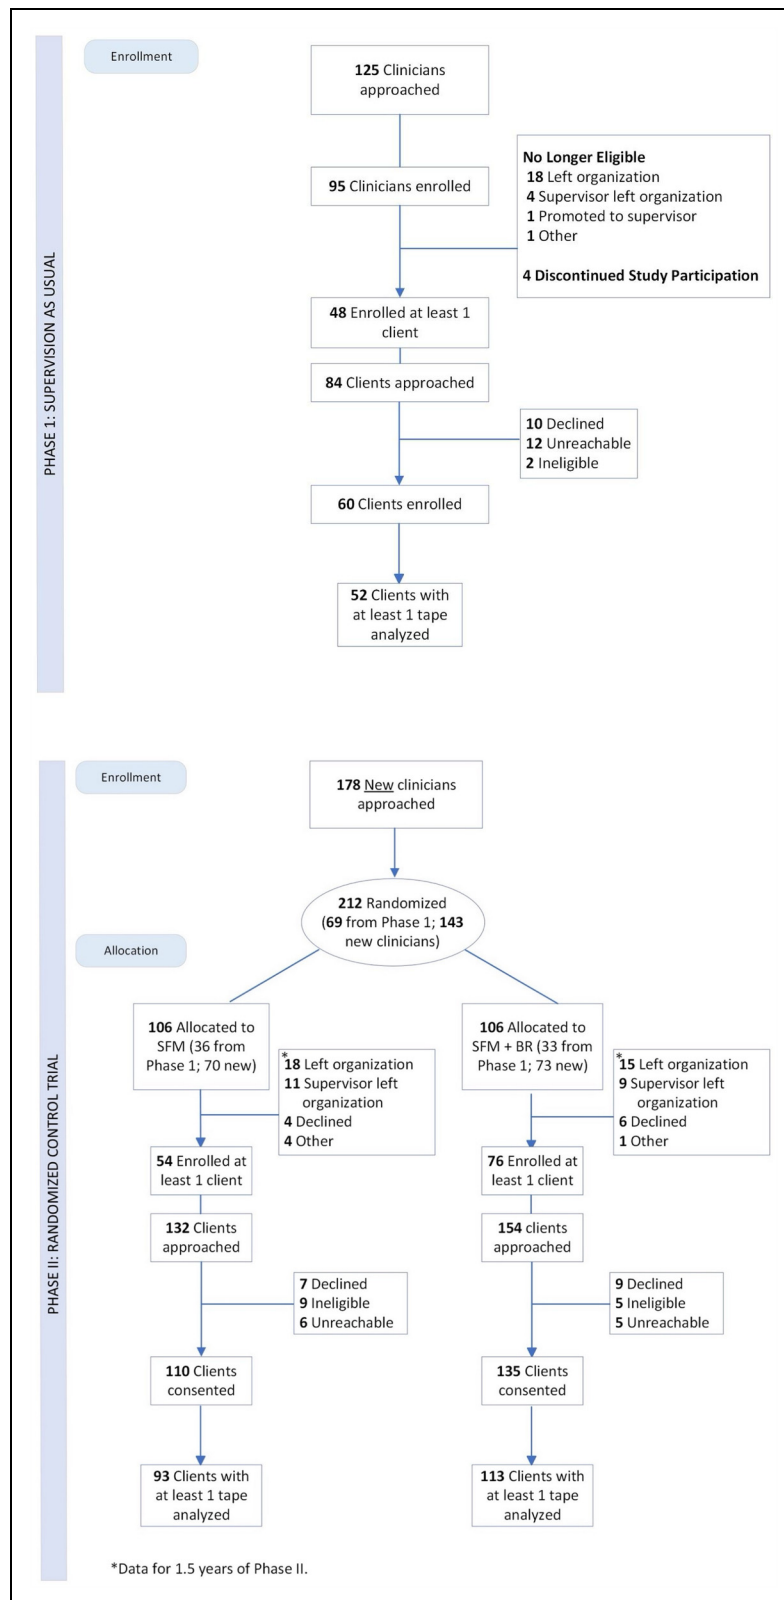 PHASE 1: SUPERVISION AS USUAL
Enrollment
125 Clinicians
approached
95 Clinicians enrolled
No Longer Eligible
18 Left organization
4 Supervisor left organization
1 Promoted to supervisor
1 Other
4 Discontinued Study Participation
48 Enrolled at least 1
client
84 Clients approached
10 Declined
12 Unreachable
2 Ineligible
60 Clients enrolled
52 Clients with
at least 1 tape
analyzed
PHASE II: RANDOMIZED CONTROL TRIAL
Enrollment
178 New clinicians
approached
212 Randomized
(69 from Phase 1; 143
new clinicians)
Allocation
106 Allocated to
SFM (36 from
Phase 1; 70 new)
*18 Left organization
11 Supervisor left
organization
4 Declined
4 Other
54 Enrolled at
least 1 client
132 Clients
approached
7 Declined
9 Ineligible
6 Unreachable
110 Clients
consented
93 Clients with
at least 1 tape
analyzed
106 Allocated to
SFM + BR (33 from
Phase 1; 73 new)
*15 Left organization
9 Supervisor left
organization
6 Declined
1 Other
76 Enrolled at
least 1 client
154 clients
approached
9 Declined
5 Ineligible
5 Unreachable
135 Clients
consented
113 Clients with
at least 1 tape
analyzed
*Data for 1.5 years of Phase II.